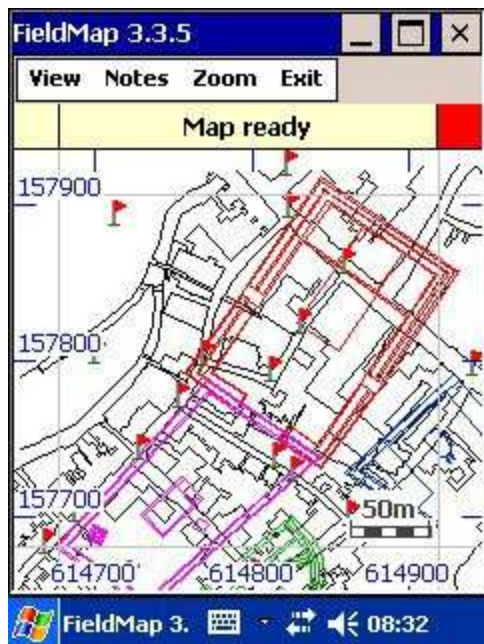 FieldMap 3.3.5
View Notes Zoom Exit
Map ready
157900
157800
157700
50m
614700 614800 614900
FieldMap 3. 08:32